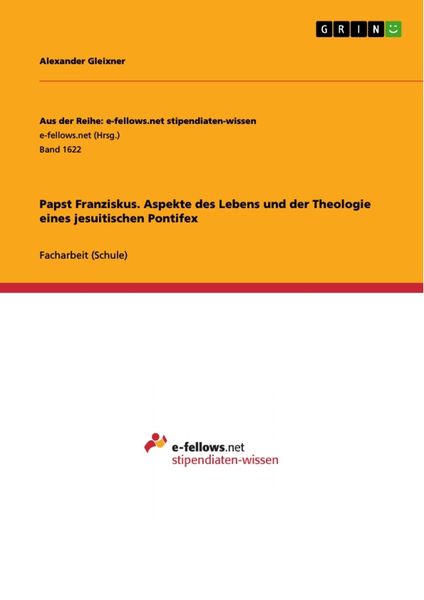 GRIN
Alexander Gleixner
Aus der Reihe: e-fellows.net stipendiaten-wissen
e-fellows.net (Hrsg.)
Band 1622
Papst Franziskus. Aspekte des Lebens und der Theologie
eines jesuitischen Pontifex
Facharbeit (Schule)
e-fellows.net
stipendiaten-wissen